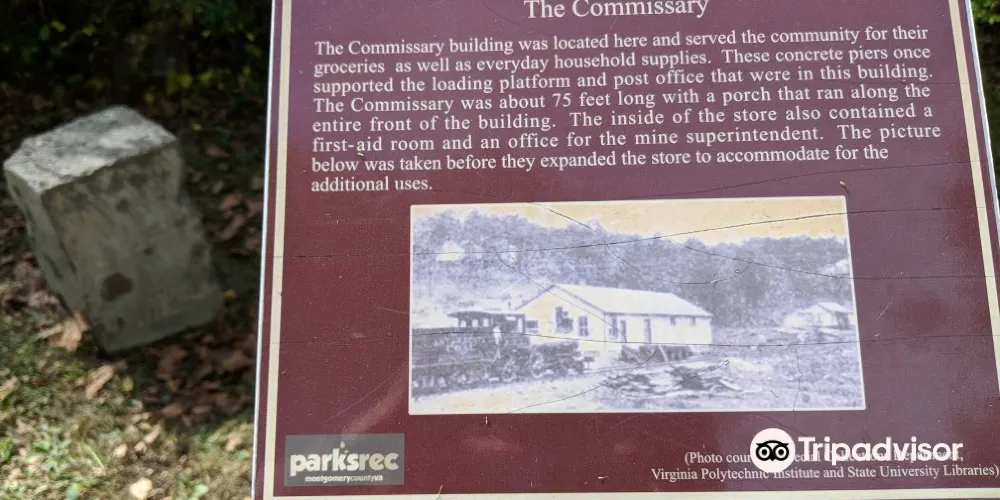 The Commissary
The Commissary building was located here and served the community for their
groceries as well as everyday household supplies. These concrete piers once
supported the loading platform and post office that were in this building.
The Commissary was about 75 feet long with a porch that ran along the
entire front of the building. The inside of the store also contained a
first-aid room and an office for the mine superintendent. The picture
below was taken before they expanded the store to accommodate for the
additional uses.
parksrec
montgomerycountyva
(Photo
Tripadvisor
Virginia Polytechnic Institute and State University Libraries)